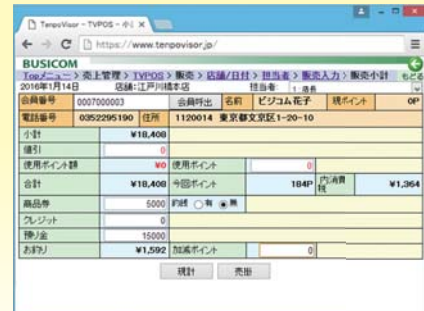 TenpoVisor - TVPOS - 小計
https://www.tenpovisor.jp/
BUSICOM
Topメニュー > 売上管理 > TVPOS > 販売 > 店舗/日付 > 担当者 > 販売入力 > 販売小計 もどる
2016年1月14日 店舗:江戸川橋本店 担当者: 1:店長
会員番号 0007000003 会員呼出 名前 ビジコム花子 現ポイント 0P
電話番号 0352295190 住所 1120014 東京都文京区1-20-10
小計 ¥18,408
値引 0
使用ポイント額 ¥0 使用ポイント 0
合計 ¥18,408 今回ポイント 184P 内消費税 ¥1,364
商品券 5000 釣銭 有 無
クレジット 0
預り金 15000
お釣り ¥1,592 加減ポイント 0
現計 売掛